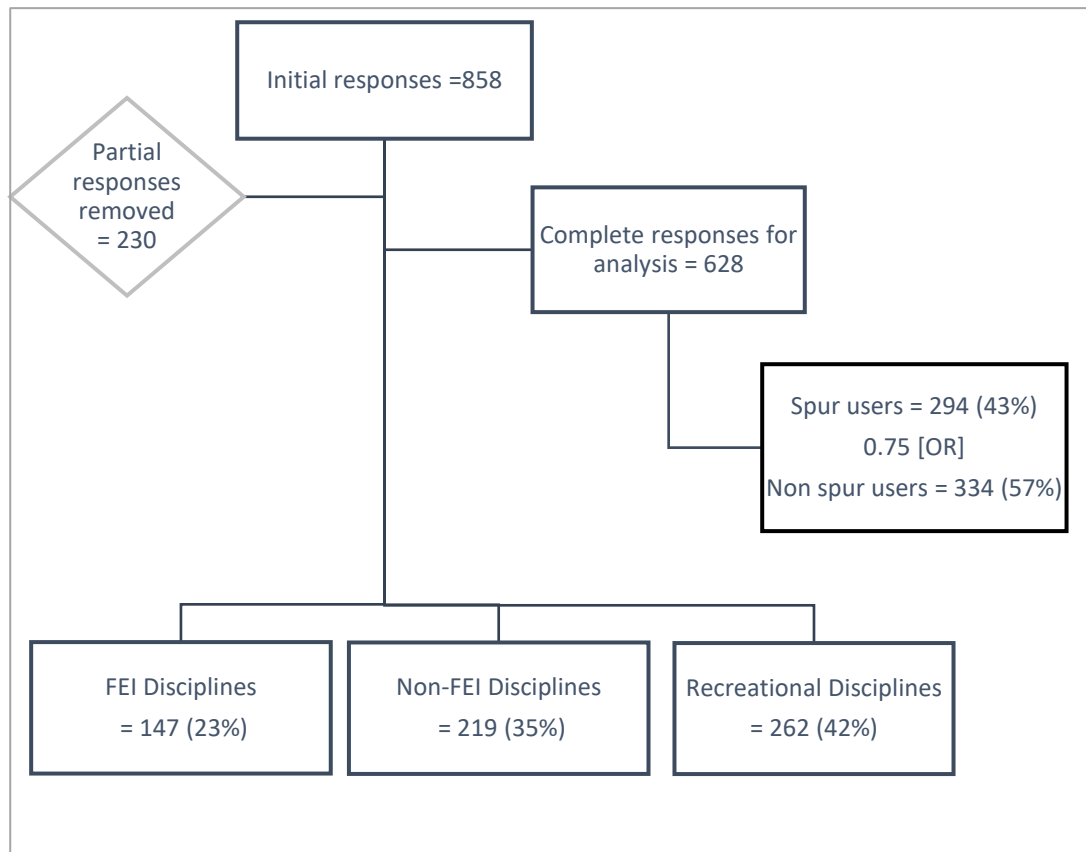 Initial responses =858
Partial
responses
removed
= 230
Complete responses for
analysis = 628
Spur users = 294 (43%)
0.75 [OR]
Non spur users = 334 (57%)
FEI Disciplines
= 147 (23%)
Non-FEI Disciplines
= 219 (35%)
Recreational Disciplines
= 262 (42%)